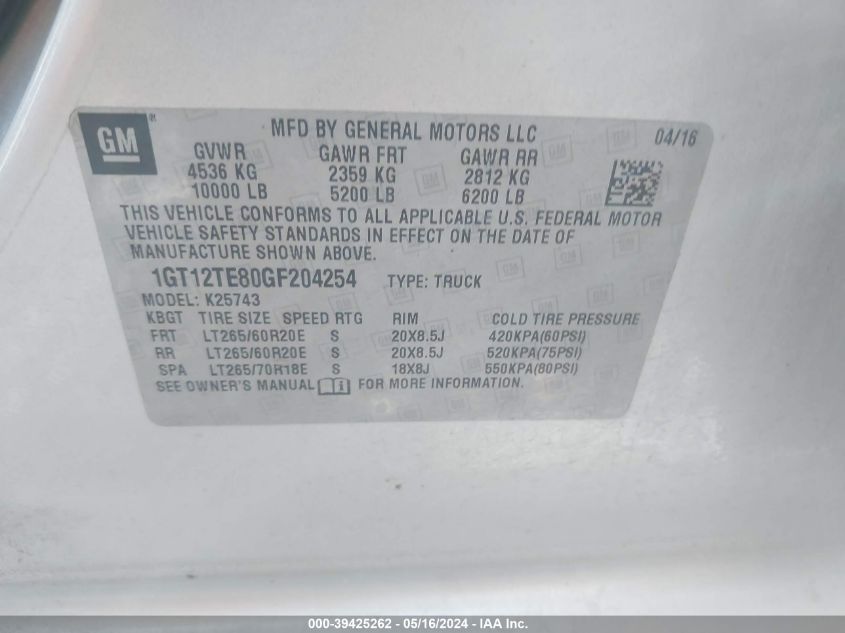 GM
MFD BY GENERAL MOTORS LLC 04/16
GVWR GAWR FRT GAWR RR
4536 KG 2359 KG 2812 KG
10000 LB 5200 LB 6200 LB
THIS VEHICLE CONFORMS TO ALL APPLICABLE U.S. FEDERAL MOTOR
VEHICLE SAFETY STANDARDS IN EFFECT ON THE DATE OF
MANUFACTURE SHOWN ABOVE.
1GT12TE80GF204254 TYPE: TRUCK
MODEL: K25743
KBGT TIRE SIZE SPEED RTG RIM COLD TIRE PRESSURE
FRT LT265/60R20E S 20X8.5J 420KPA(60PSI)
RR LT265/60R20E S 20X8.5J 520KPA(75PSI)
SPA LT265/70R18E S 18X8J 550KPA(80PSI)
SEE OWNER'S MANUAL FOR MORE INFORMATION.
000-39425262 - 05/16/2024 - IAA Inc.